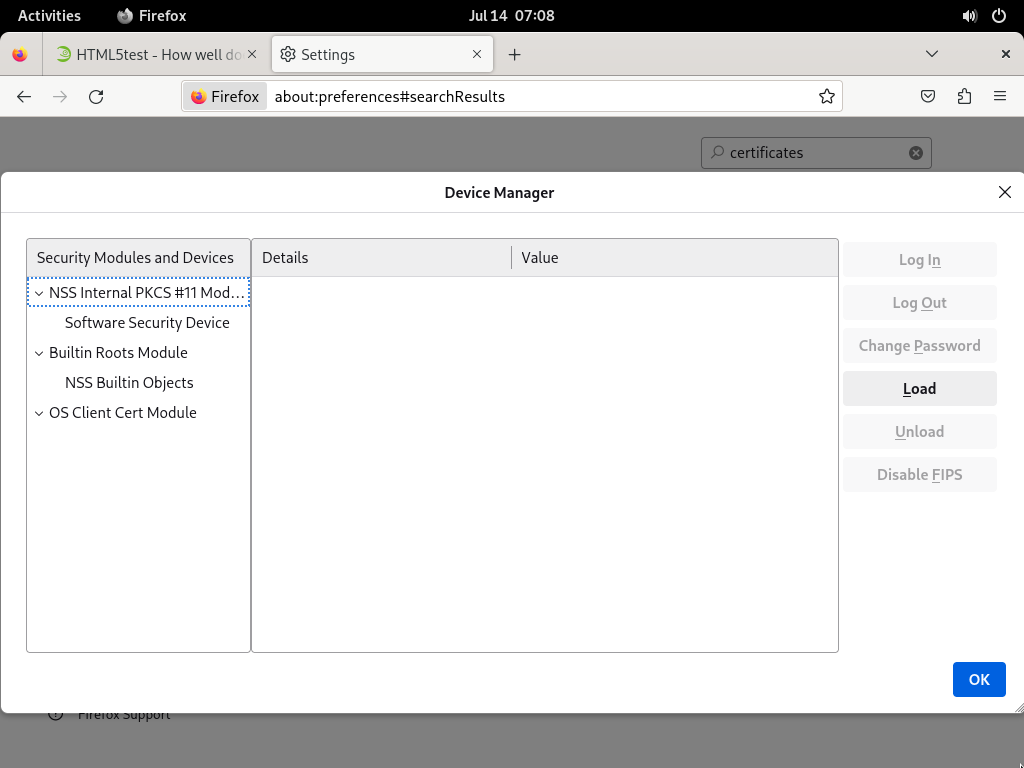 Activities Firefox Jul 14 07:08
HTML5test - How well do Settings
Firefox about:preferences#searchResults
certificates
Device Manager
Security Modules and Devices Details Value
NSS Internal PKCS #11 Mod...
Software Security Device
Builtin Roots Module
NSS Builtin Objects
OS Client Cert Module
Log In
Log Out
Change Password
Load
Unload
Disable FIPS
OK
Firefox Support